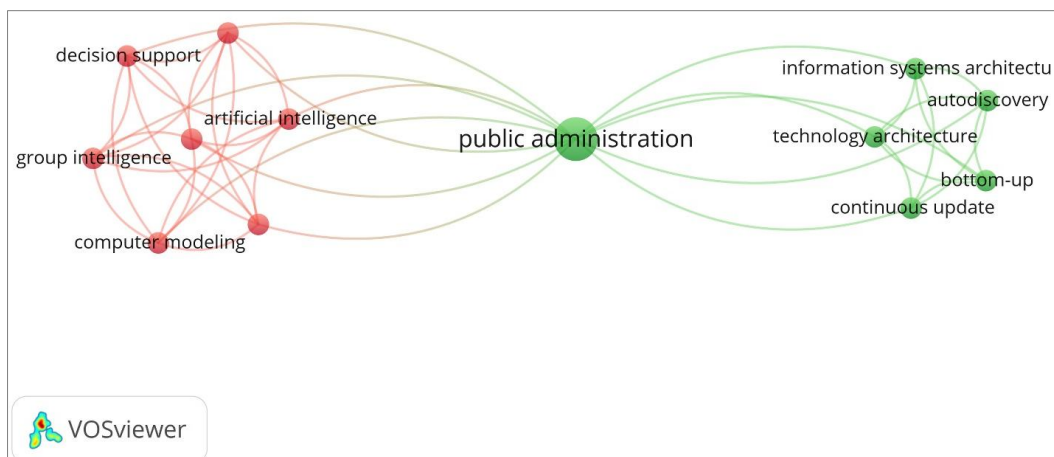 decision support
artificial intelligence
group intelligence
computer modeling
public administration
information systems architectu
autodiscovery
technology architecture
bottom-up
continuous update
VOSviewer